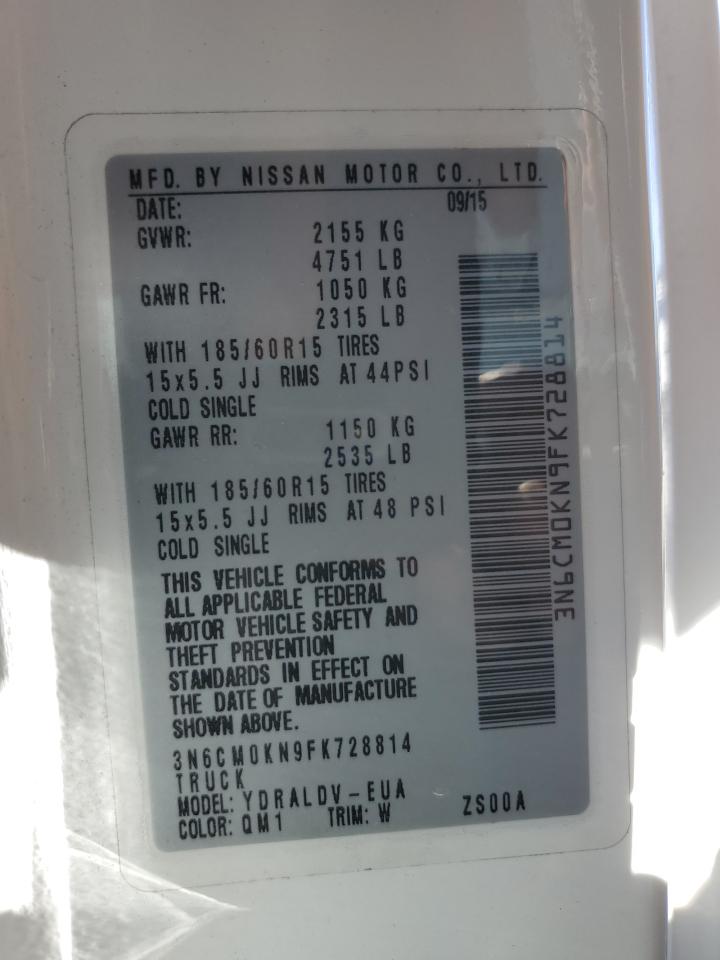 MFD. BY NISSAN MOTOR CO., LTD.
DATE: 09/15
GVWR: 2155 KG
4751 LB
GAWR FR: 1050 KG
2315 LB
WITH 185/60R15 TIRES
15x5.5 JJ RIMS AT 44PSI
COLD SINGLE
GAWR RR: 1150 KG
2535 LB
WITH 185/60R15 TIRES
15x5.5 JJ RIMS AT 48 PSI
COLD SINGLE
THIS VEHICLE CONFORMS TO
ALL APPLICABLE FEDERAL
MOTOR VEHICLE SAFETY AND
THEFT PREVENTION
STANDARDS IN EFFECT ON
THE DATE OF MANUFACTURE
SHOWN ABOVE.
3N6CM0KN9FK728814
TRUCK
MODEL: YDRALDV-EUA
COLOR: QM1 TRIM: W ZS00A
3N6CM0KN9FK728814